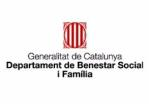 Generalitat de Catalunya
Departament de Benestar Social
i Família